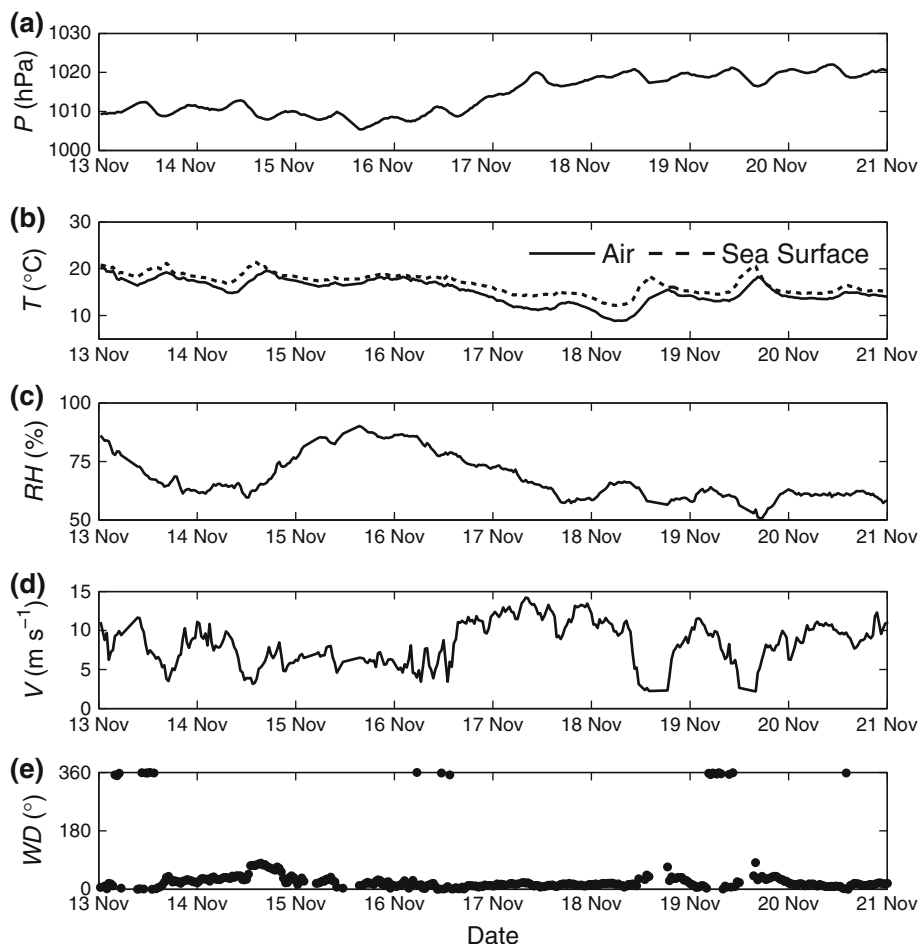 (a)
P (hPa)
1030
1020
1010
1000
13 Nov 14 Nov 15 Nov 16 Nov 17 Nov 18 Nov 19 Nov 20 Nov 21 Nov
(b)
T (°C)
30
20
10
Air Sea Surface
13 Nov 14 Nov 15 Nov 16 Nov 17 Nov 18 Nov 19 Nov 20 Nov 21 Nov
(c)
RH (%)
100
75
50
13 Nov 14 Nov 15 Nov 16 Nov 17 Nov 18 Nov 19 Nov 20 Nov 21 Nov
(d)
V (m s⁻¹)
15
10
5
0
13 Nov 14 Nov 15 Nov 16 Nov 17 Nov 18 Nov 19 Nov 20 Nov 21 Nov
(e)
WD (°)
360
180
0
13 Nov 14 Nov 15 Nov 16 Nov 17 Nov 18 Nov 19 Nov 20 Nov 21 Nov
Date